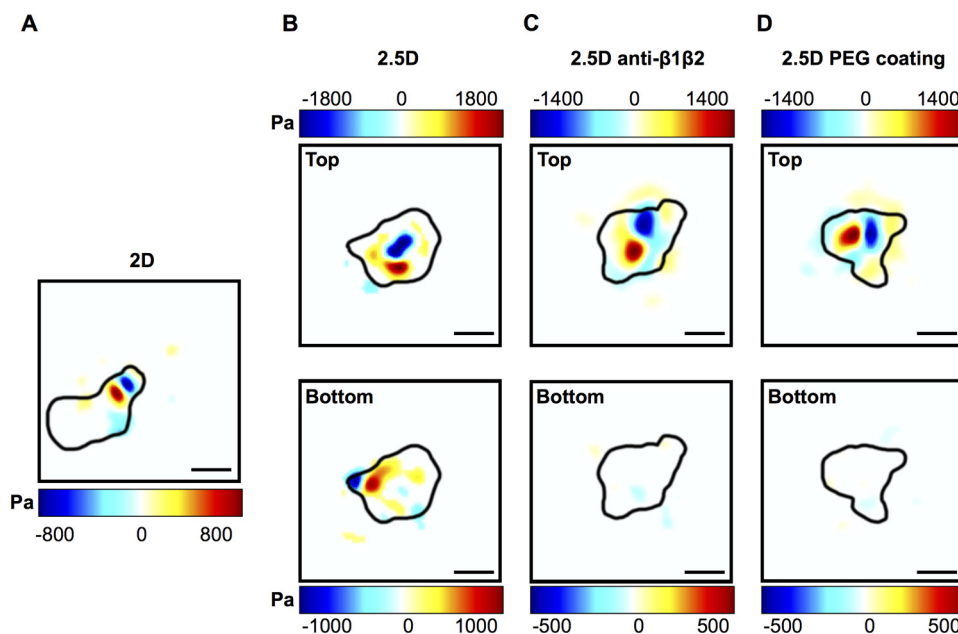 A
B
C
D
2.5D
2.5D anti-β1β2
2.5D PEG coating
-1800 0 1800
-1400 0 1400
-1400 0 1400
Pa
Top
Top
Top
2D
Bottom
Bottom
Bottom
Pa
-800 0 800
Pa
-1000 0 1000
-500 0 500
-500 0 500